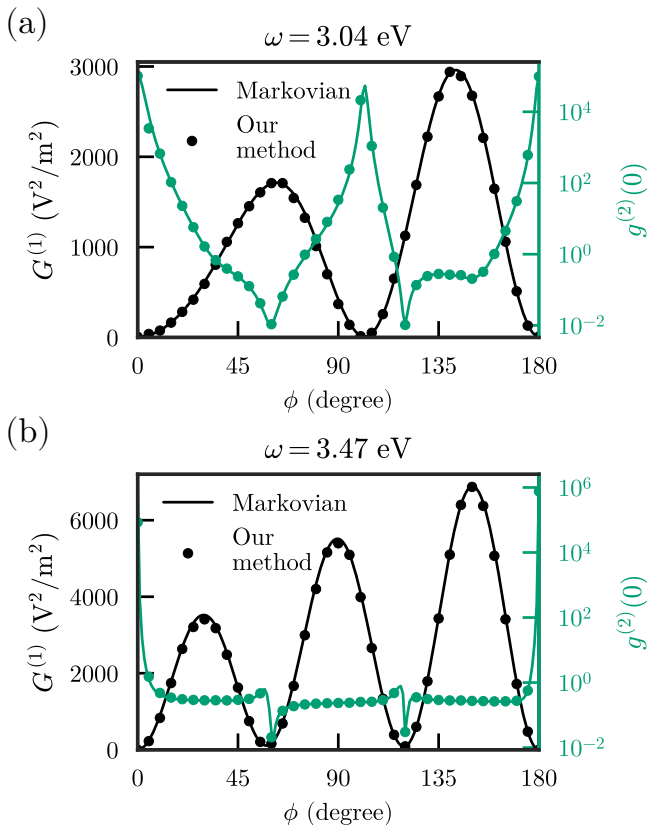 (a)
ω = 3.04 eV
3000
2000
1000
0
G⁽¹⁾ (V²/m²)
Markovian
Our
method
10⁴
10²
10⁰
10⁻²
g⁽²⁾(0)
0 45 90 135 180
ϕ (degree)
(b)
ω = 3.47 eV
6000
4000
2000
0
G⁽¹⁾ (V²/m²)
Markovian
Our
method
10⁶
10⁴
10²
10⁰
10⁻²
g⁽²⁾(0)
0 45 90 135 180
ϕ (degree)